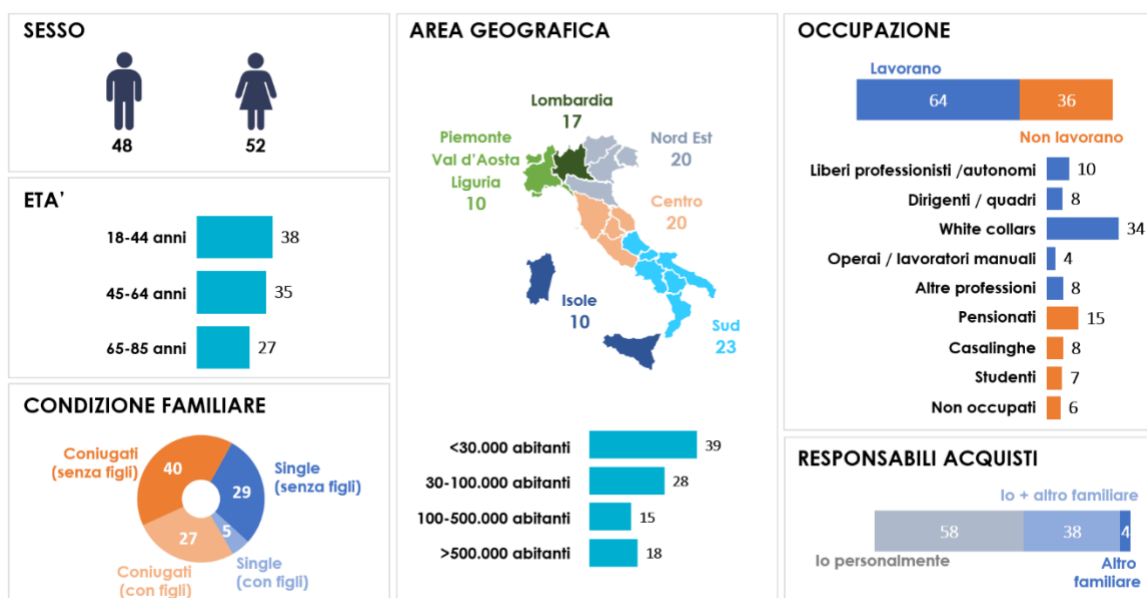 SESSO
48
52
ETA'
18-44 anni
38
45-64 anni
35
65-85 anni
27
CONDIZIONE FAMILIARE
Coniugati
(senza figli)
40
Single
(senza figli)
29
27
5
Coniugati
(con figli)
Single
(con figli)
AREA GEOGRAFICA
Lombardia
17
Piemonte
Val d'Aosta
Liguria
10
Nord Est
20
Centro
20
Isole
10
Sud
23
<30.000 abitanti
39
30-100.000 abitanti
28
100-500.000 abitanti
15
>500.000 abitanti
18
OCCUPAZIONE
Lavorano
64
36
Non lavorano
Liberi professionisti /autonomi
10
Dirigenti / quadri
8
White collars
34
Operai / lavoratori manuali
4
Altre professioni
8
Pensionati
15
Casalinghe
8
Studenti
7
Non occupati
6
RESPONSABILI ACQUISTI
Io + altro familiare
58
38
4
Io personalmente
Altro
familiare